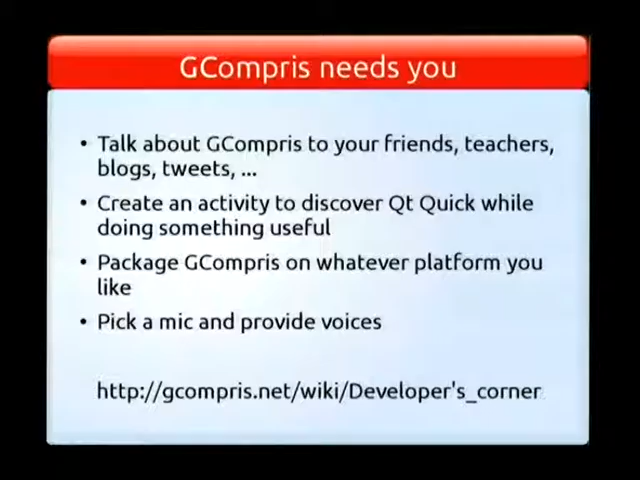 GCompris needs you
• Talk about GCompris to your friends, teachers,
blogs, tweets, ...
• Create an activity to discover Qt Quick while
doing something useful
• Package GCompris on whatever platform you
like
• Pick a mic and provide voices
http://gcompris.net/wiki/Developer's_corner